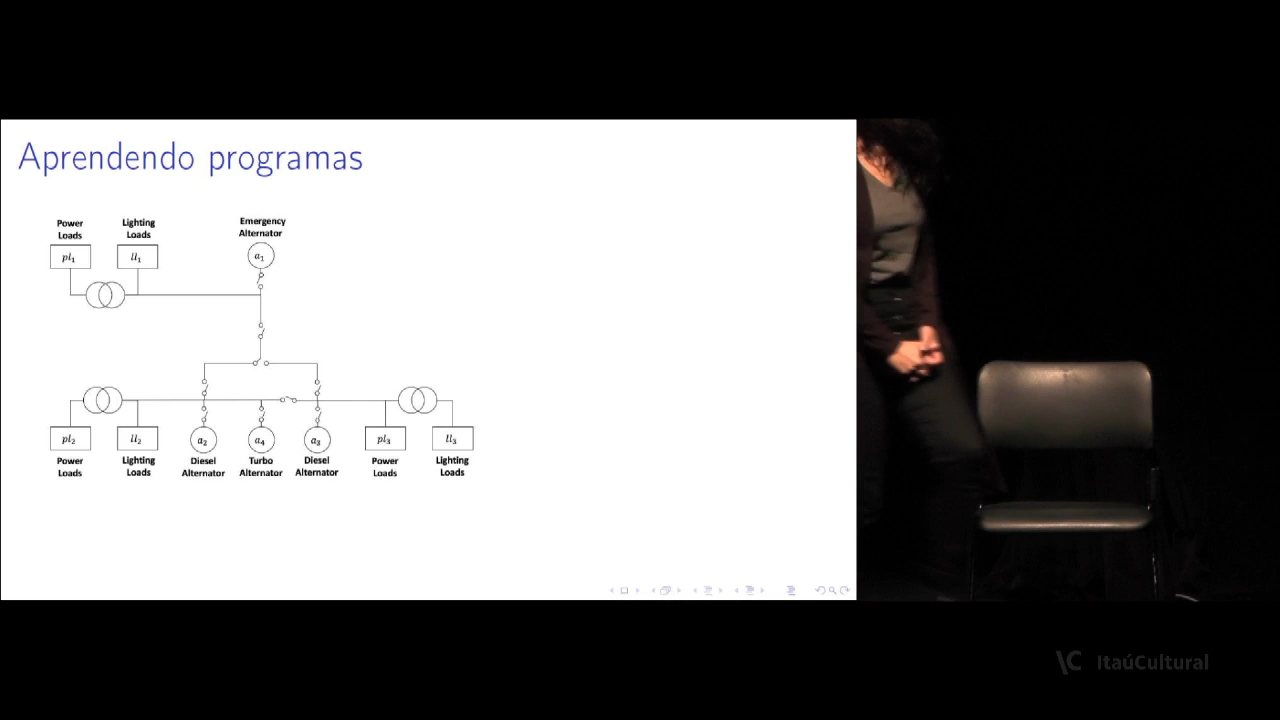 Aprendendo programas
Power
Loads
Lighting
Loads
Emergency
Alternator
pl₁
ll₁
a₁
pl₂
ll₂
a₂
a₄
a₃
pl₃
ll₃
Power
Loads
Lighting
Loads
Diesel
Alternator
Turbo
Alternator
Diesel
Alternator
Power
Loads
Lighting
Loads
ItaúCultural